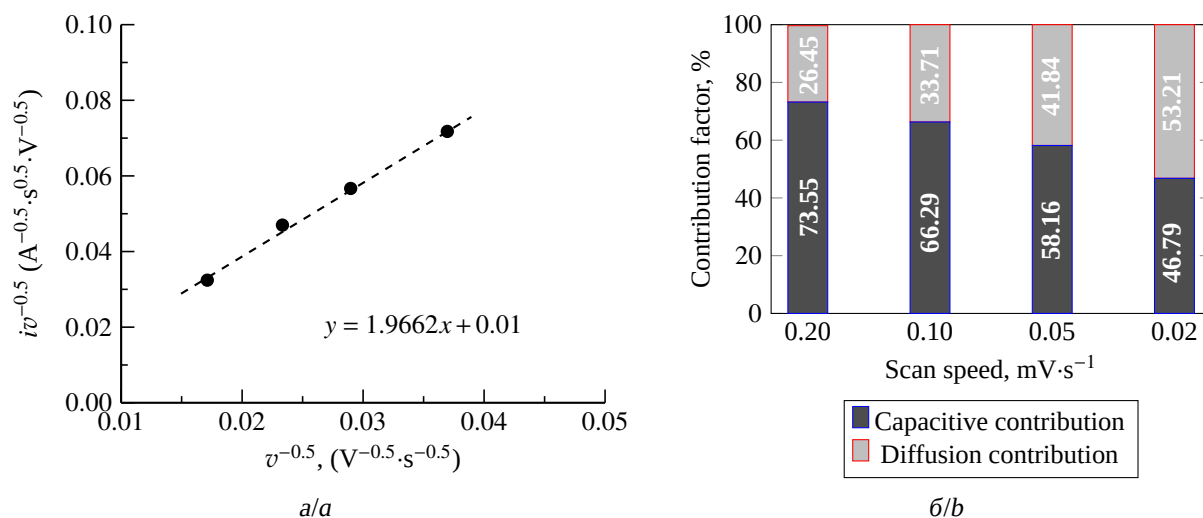 0.10
0.08
0.06
0.04
0.02
0.00
iv⁻⁰·⁵ (A⁻⁰·⁵·s⁰·⁵·V⁻⁰·⁵)
y = 1.9662x + 0.01
0.01 0.02 0.03 0.04 0.05
v⁻⁰·⁵, (V⁻⁰·⁵·s⁻⁰·⁵)
а/a
100
80
60
40
20
0
Contribution factor, %
26.45
33.71
41.84
53.21
73.55
66.29
58.16
46.79
0.20 0.10 0.05 0.02
Scan speed, mV·s⁻¹
Capacitive contribution
Diffusion contribution
б/b